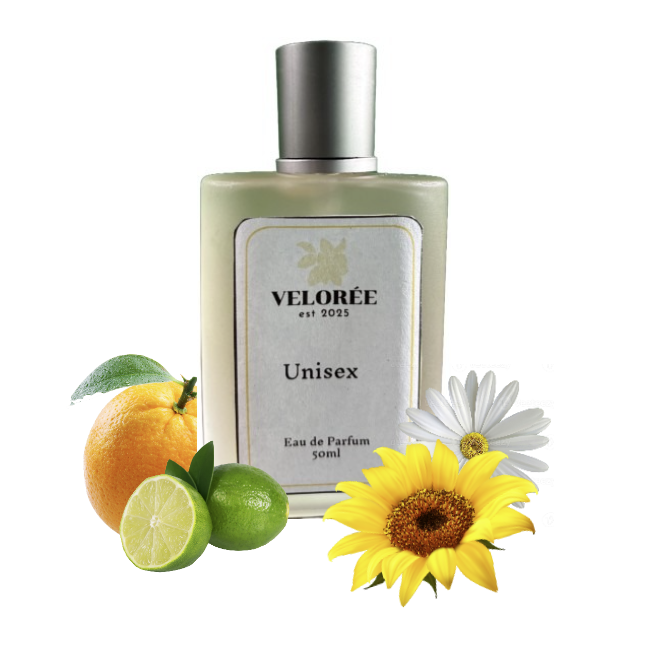 VELORÉE
est 2025
Unisex
Eau de Parfum
50ml